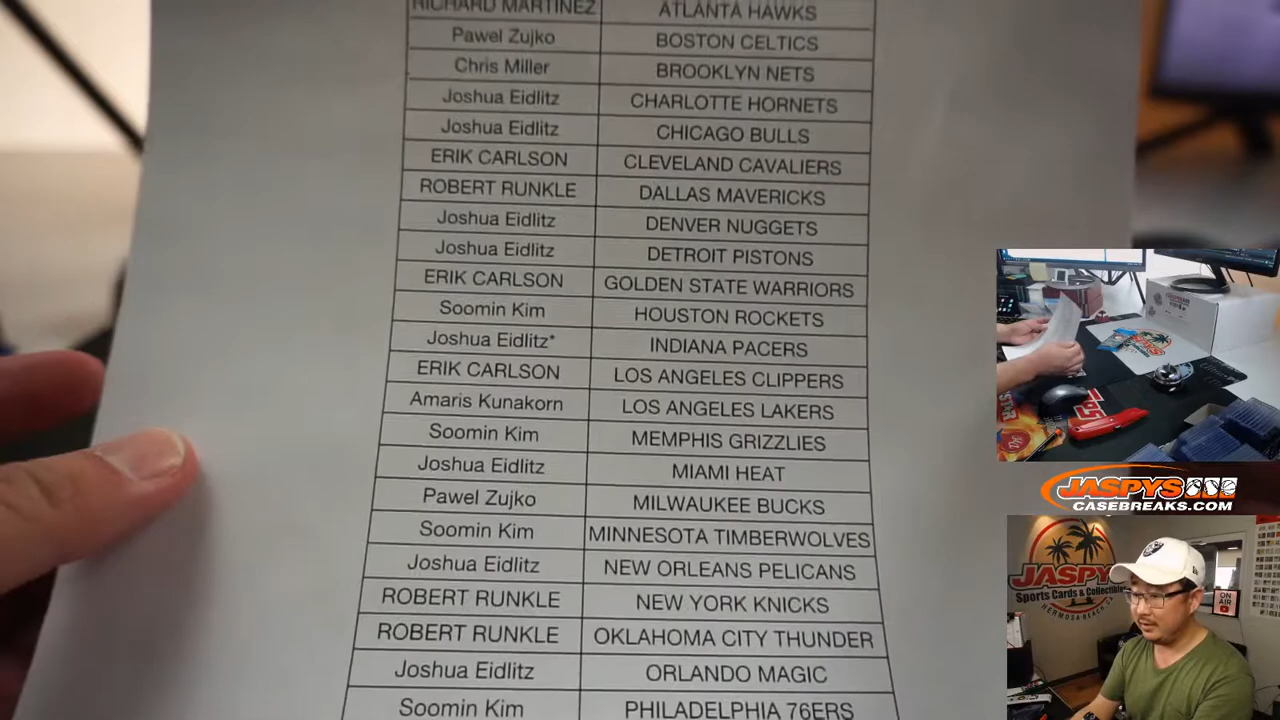 RICHARD MARTINEZ ATLANTA HAWKS
Pawel Zujko BOSTON CELTICS
Chris Miller BROOKLYN NETS
Joshua Eidlitz CHARLOTTE HORNETS
Joshua Eidlitz CHICAGO BULLS
ERIK CARLSON CLEVELAND CAVALIERS
ROBERT RUNKLE DALLAS MAVERICKS
Joshua Eidlitz DENVER NUGGETS
Joshua Eidlitz DETROIT PISTONS
ERIK CARLSON GOLDEN STATE WARRIORS
Soomin Kim HOUSTON ROCKETS
Joshua Eidlitz* INDIANA PACERS
ERIK CARLSON LOS ANGELES CLIPPERS
Amaris Kunakorn LOS ANGELES LAKERS
Soomin Kim MEMPHIS GRIZZLIES
Joshua Eidlitz MIAMI HEAT
Pawel Zujko MILWAUKEE BUCKS
Soomin Kim MINNESOTA TIMBERWOLVES
Joshua Eidlitz NEW ORLEANS PELICANS
ROBERT RUNKLE NEW YORK KNICKS
ROBERT RUNKLE OKLAHOMA CITY THUNDER
Joshua Eidlitz ORLANDO MAGIC
Soomin Kim PHILADELPHIA 76ERS
JASPYS
CASEBREAKS.COM
JASPY'S
Sports Cards & Collectibles
HERMOSA BEACH
ON AIR